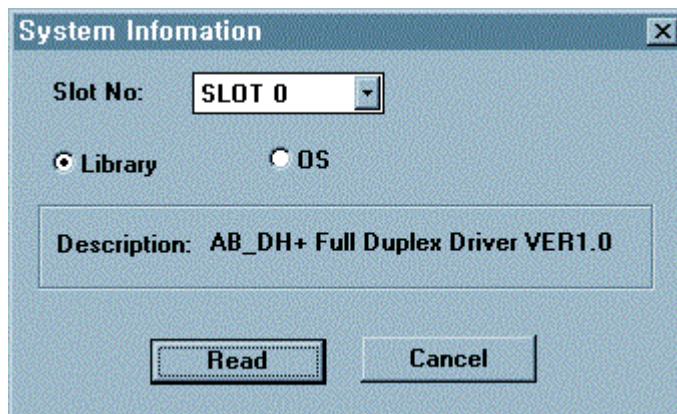 System Infomation
Slot No: SLOT 0
Library OS
Description: AB_DH+ Full Duplex Driver VER1.0
Read Cancel